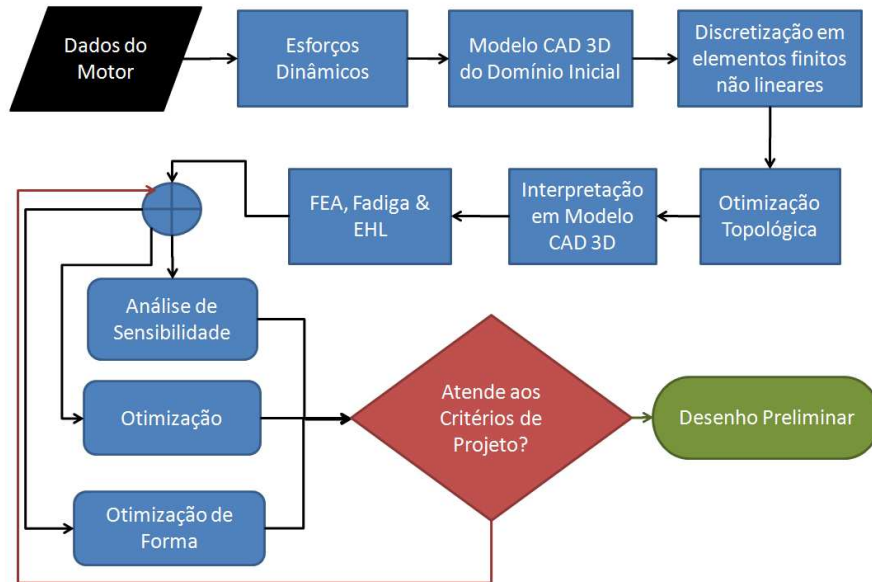 Dados do
Motor
Esforços
Dinâmicos
Modelo CAD 3D
do Domínio Inicial
Discretização em
elementos finitos
não lineares
Otimização
Topológica
Interpretação
em Modelo
CAD 3D
FEA, Fadiga &
EHL
Análise de
Sensibilidade
Otimização
Otimização de
Forma
Atende aos
Critérios de
Projeto?
Desenho Preliminar